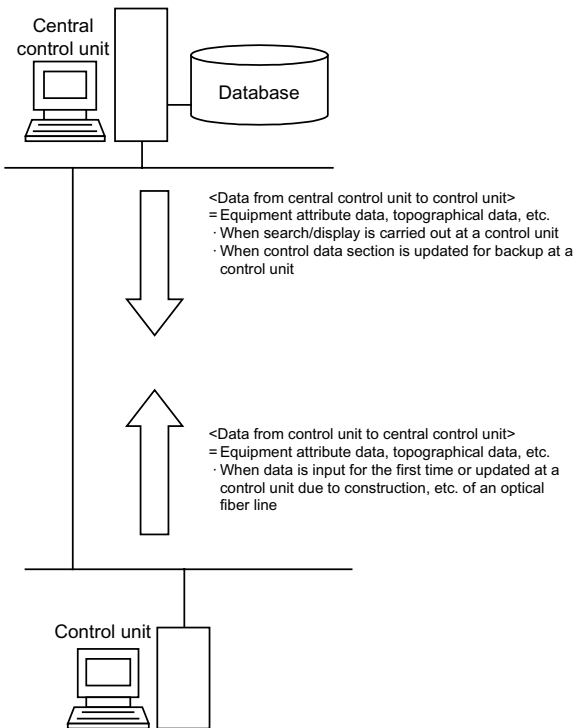 Central
control unit
Database
<Data from central control unit to control unit>
= Equipment attribute data, topographical data, etc.
· When search/display is carried out at a control unit
· When control data section is updated for backup at a
control unit
<Data from control unit to central control unit>
= Equipment attribute data, topographical data, etc.
· When data is input for the first time or updated at a
control unit due to construction, etc. of an optical
fiber line
Control unit